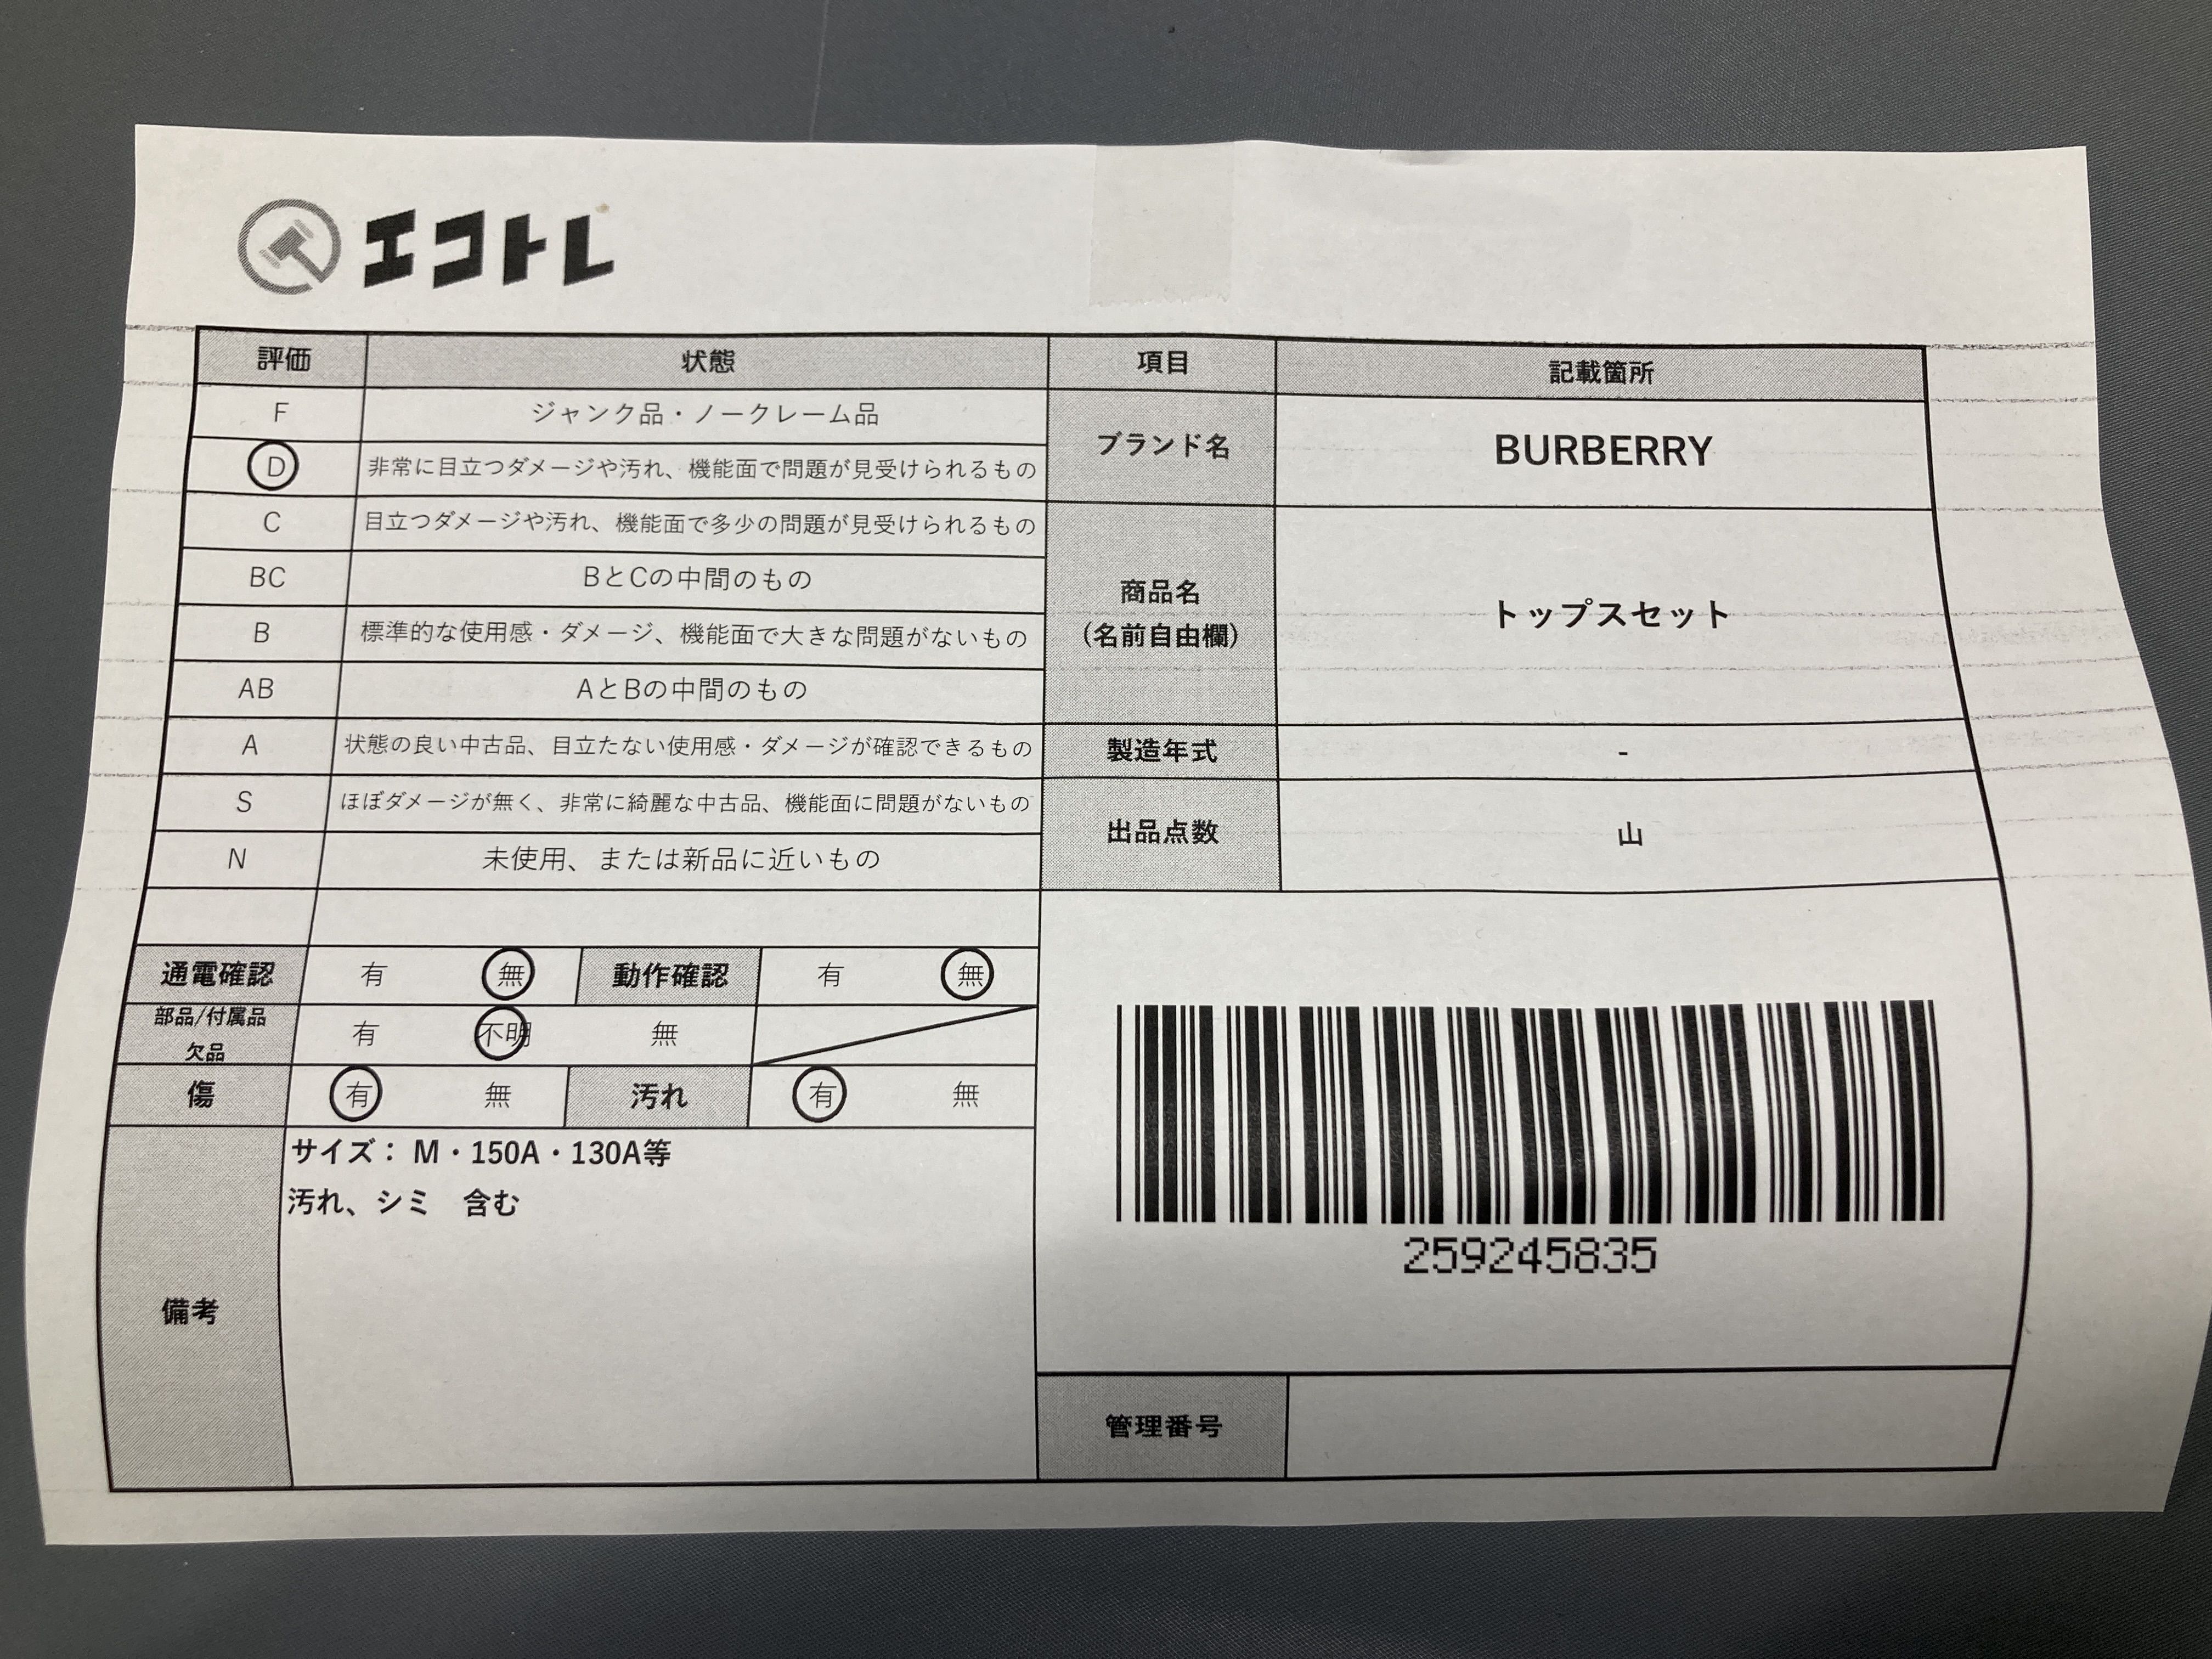 エコトレ
評価 状態 項目 記載箇所
F ジャンク品・ノークレーム品
D 非常に目立つダメージや汚れ、機能面で問題が見受けられるもの
ブランド名 BURBERRY
C 目立つダメージや汚れ、機能面で多少の問題が見受けられるもの
BC BとCの中間のもの
B 標準的な使用感・ダメージ、機能面で大きな問題がないもの
AB AとBの中間のもの
商品名
(名前自由欄)
トップスセット
A 状態の良い中古品、目立たない使用感・ダメージが確認できるもの
製造年式 -
S ほぼダメージが無く、非常に綺麗な中古品、機能面に問題がないもの
N 未使用、または新品に近いもの
出品点数 山
通電確認 有 無 動作確認 有 無
部品/付属品
欠品
有 不明 無
傷 有 無 汚れ 有 無
備考
サイズ： M・150A・130A等
汚れ、シミ　含む
259245835
管理番号